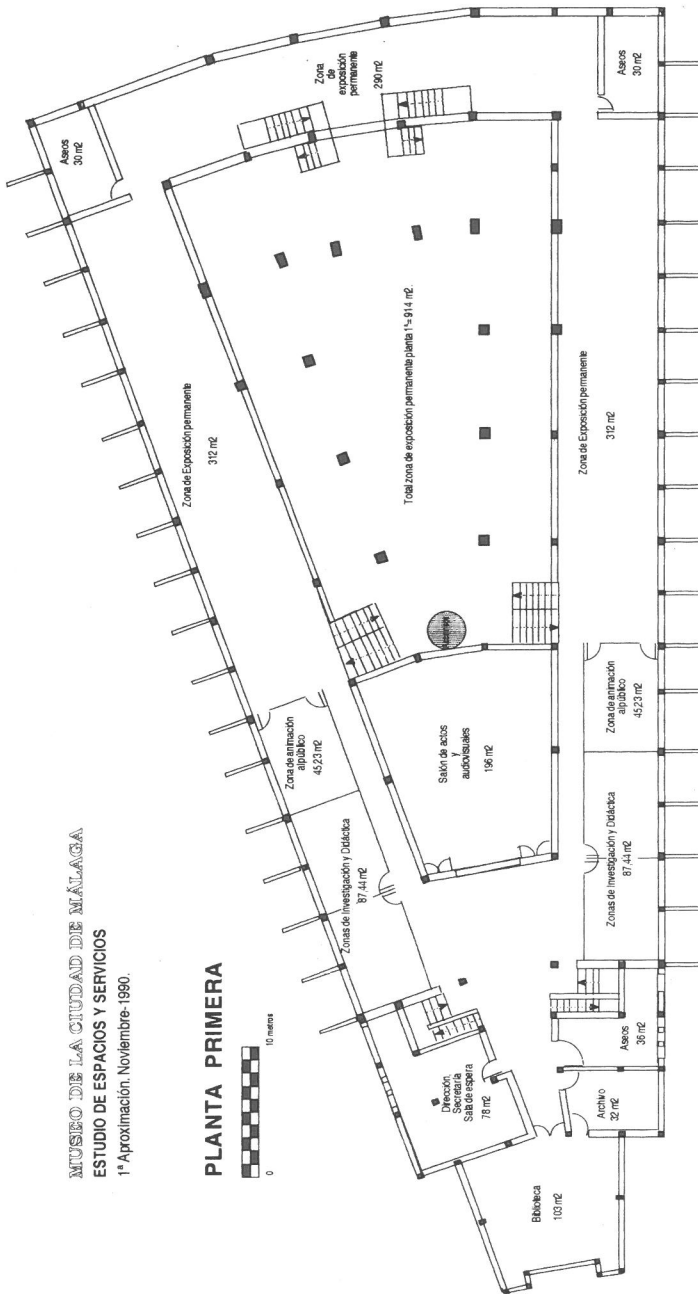 MUSEO DE LA CIUDAD DE MÁLAGA
ESTUDIO DE ESPACIOS Y SERVICIOS
1ª Aproximación. Noviembre-1990.
PLANTA PRIMERA
0
10 metros
Biblioteca
103 m2
Dirección,
Secretaría
Sala de espera
78 m2
Archivo
32 m2
Aseos
36 m2
Zonas de Investigación y Didáctica
87,44 m2
Zonas de Investigación y Didáctica
87,44 m2
Zona de animación
al público
45,23 m2
Zona de animación
al público
45,23 m2
Salón de actos
y
audiovisuales
196 m2
Zona de Exposición permanente
312 m2
Total zona de exposición permanente planta 1ª= 914 m2.
Zona de Exposición permanente
312 m2
Aseos
30 m2
Zona
de
exposición
permanente
290 m2
Aseos
30 m2